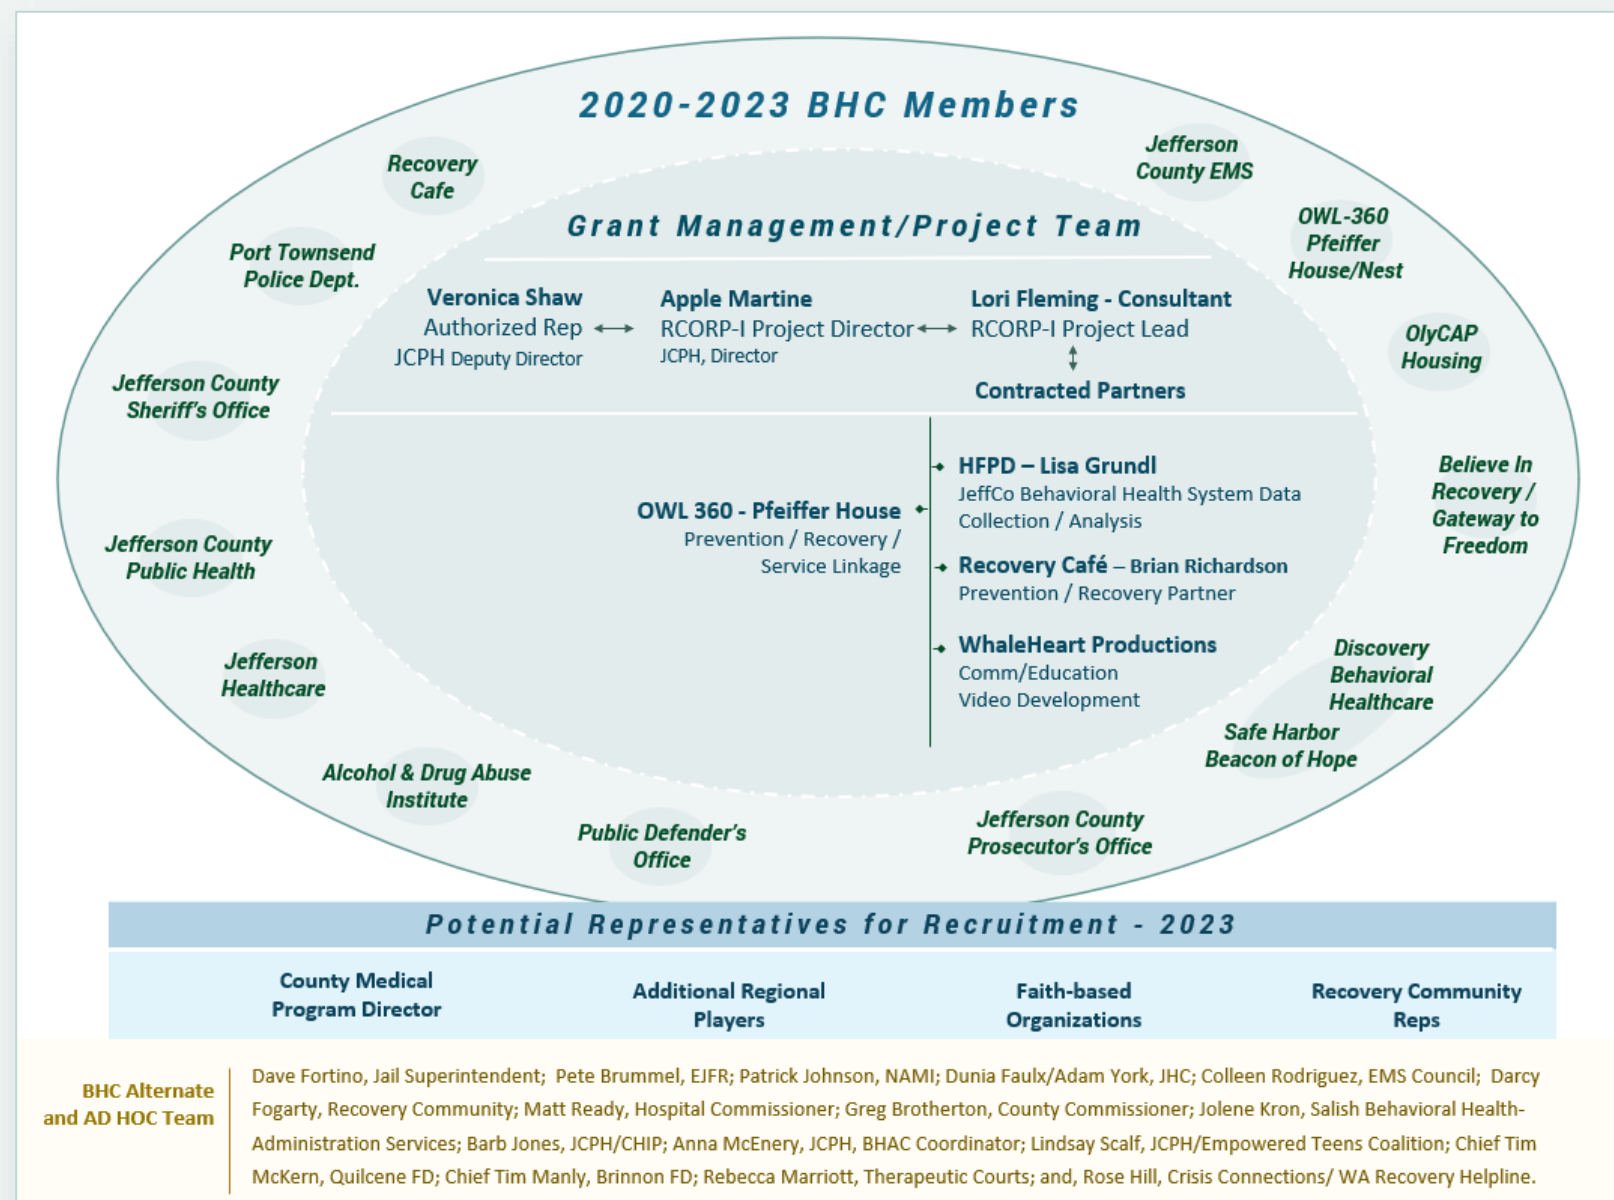 2020-2023 BHC Members
Recovery
Cafe
Jefferson
County EMS
Port Townsend
Police Dept.
OWL-360
Pfeiffer
House/Nest
Jefferson County
Sheriff's Office
OlyCAP
Housing
Jefferson County
Public Health
Believe In
Recovery /
Gateway to
Freedom
Jefferson
Healthcare
Discovery
Behavioral
Healthcare
Safe Harbor
Beacon of Hope
Alcohol & Drug Abuse
Institute
Public Defender's
Office
Jefferson County
Prosecutor's Office
Grant Management/Project Team
Veronica Shaw
Authorized Rep
JCPH Deputy Director
Apple Martine
RCORP-I Project Director
JCPH, Director
Lori Fleming - Consultant
RCORP-I Project Lead
Contracted Partners
OWL 360 - Pfeiffer House
Prevention / Recovery /
Service Linkage
HFPD – Lisa Grundl
JeffCo Behavioral Health System Data
Collection / Analysis
Recovery Café – Brian Richardson
Prevention / Recovery Partner
WhaleHeart Productions
Comm/Education
Video Development
Potential Representatives for Recruitment - 2023
County Medical
Program Director
Additional Regional
Players
Faith-based
Organizations
Recovery Community
Reps
BHC Alternate
and AD HOC Team
Dave Fortino, Jail Superintendent;  Pete Brummel, EJFR; Patrick Johnson, NAMI; Dunia Faulx/Adam York, JHC; Colleen Rodriguez, EMS Council;  Darcy
Fogarty, Recovery Community; Matt Ready, Hospital Commissioner; Greg Brotherton, County Commissioner; Jolene Kron, Salish Behavioral Health-
Administration Services; Barb Jones, JCPH/CHIP; Anna McEnery, JCPH, BHAC Coordinator; Lindsay Scalf, JCPH/Empowered Teens Coalition; Chief Tim
McKern, Quilcene FD; Chief Tim Manly, Brinnon FD; Rebecca Marriott, Therapeutic Courts; and, Rose Hill, Crisis Connections/ WA Recovery Helpline.